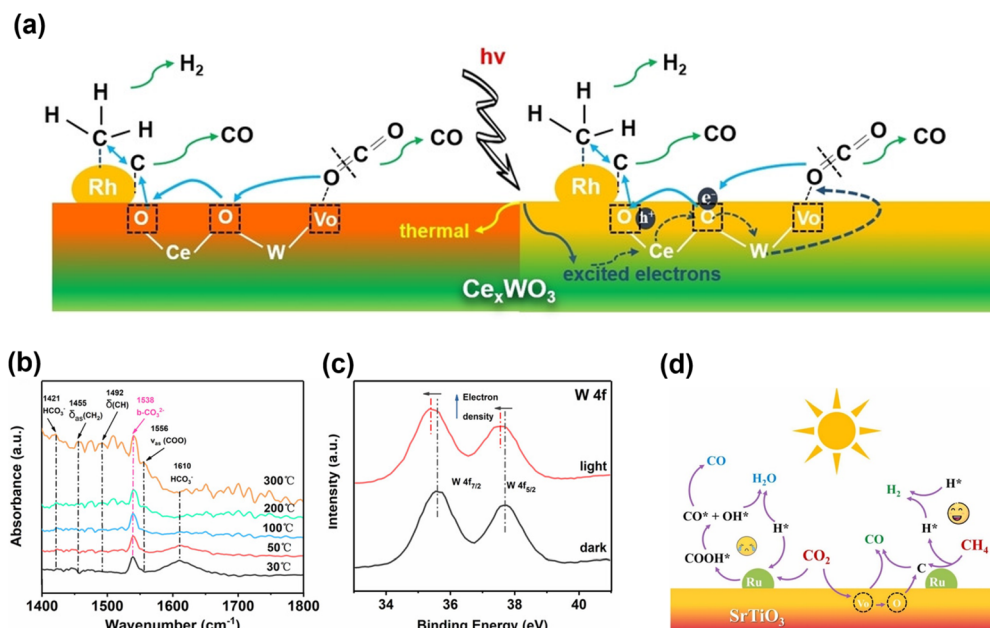 (a)
hν
H₂
H
H H
C
C
CO
O
C
O
CO
Rh
O
O
Vo
Ce
W
thermal
H₂
H
H H
C
C
CO
O
C
O
CO
Rh
O
h⁺
e⁻
O
Vo
Ce
W
excited electrons
CeₓWO₃
(b)
Absorbance (a.u.)
1421
HCO₃⁻
1455
δas(CH₂)
1492
δ(CH)
1538
b-CO₃²⁻
1556
νas (COO)
1610
HCO₃⁻
300℃
200℃
100℃
50℃
30℃
1400 1500 1600 1700 1800
Wavenumber (cm⁻¹)
(c)
Intensity (a.u.)
Electron
density
W 4f
light
W 4f₇/₂
W 4f₅/₂
dark
34 36 38 40
Binding Energy (eV)
(d)
CO
H₂O
CO* + OH*
H*
COOH*
Ru
CO₂
H₂
H*
H*
CO
CH₄
C
Ru
Vo
O
SrTiO₃